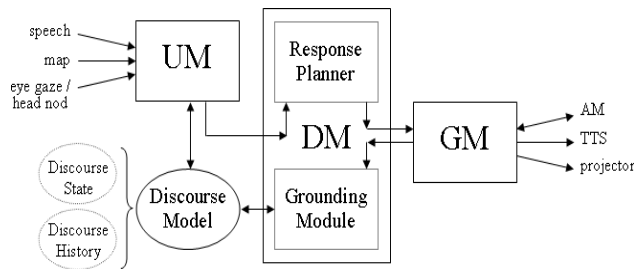 speech
map
eye gaze /
head nod
UM
Response
Planner
DM
GM
AM
TTS
projector
Discourse
State
Discourse
History
Discourse
Model
Grounding
Module